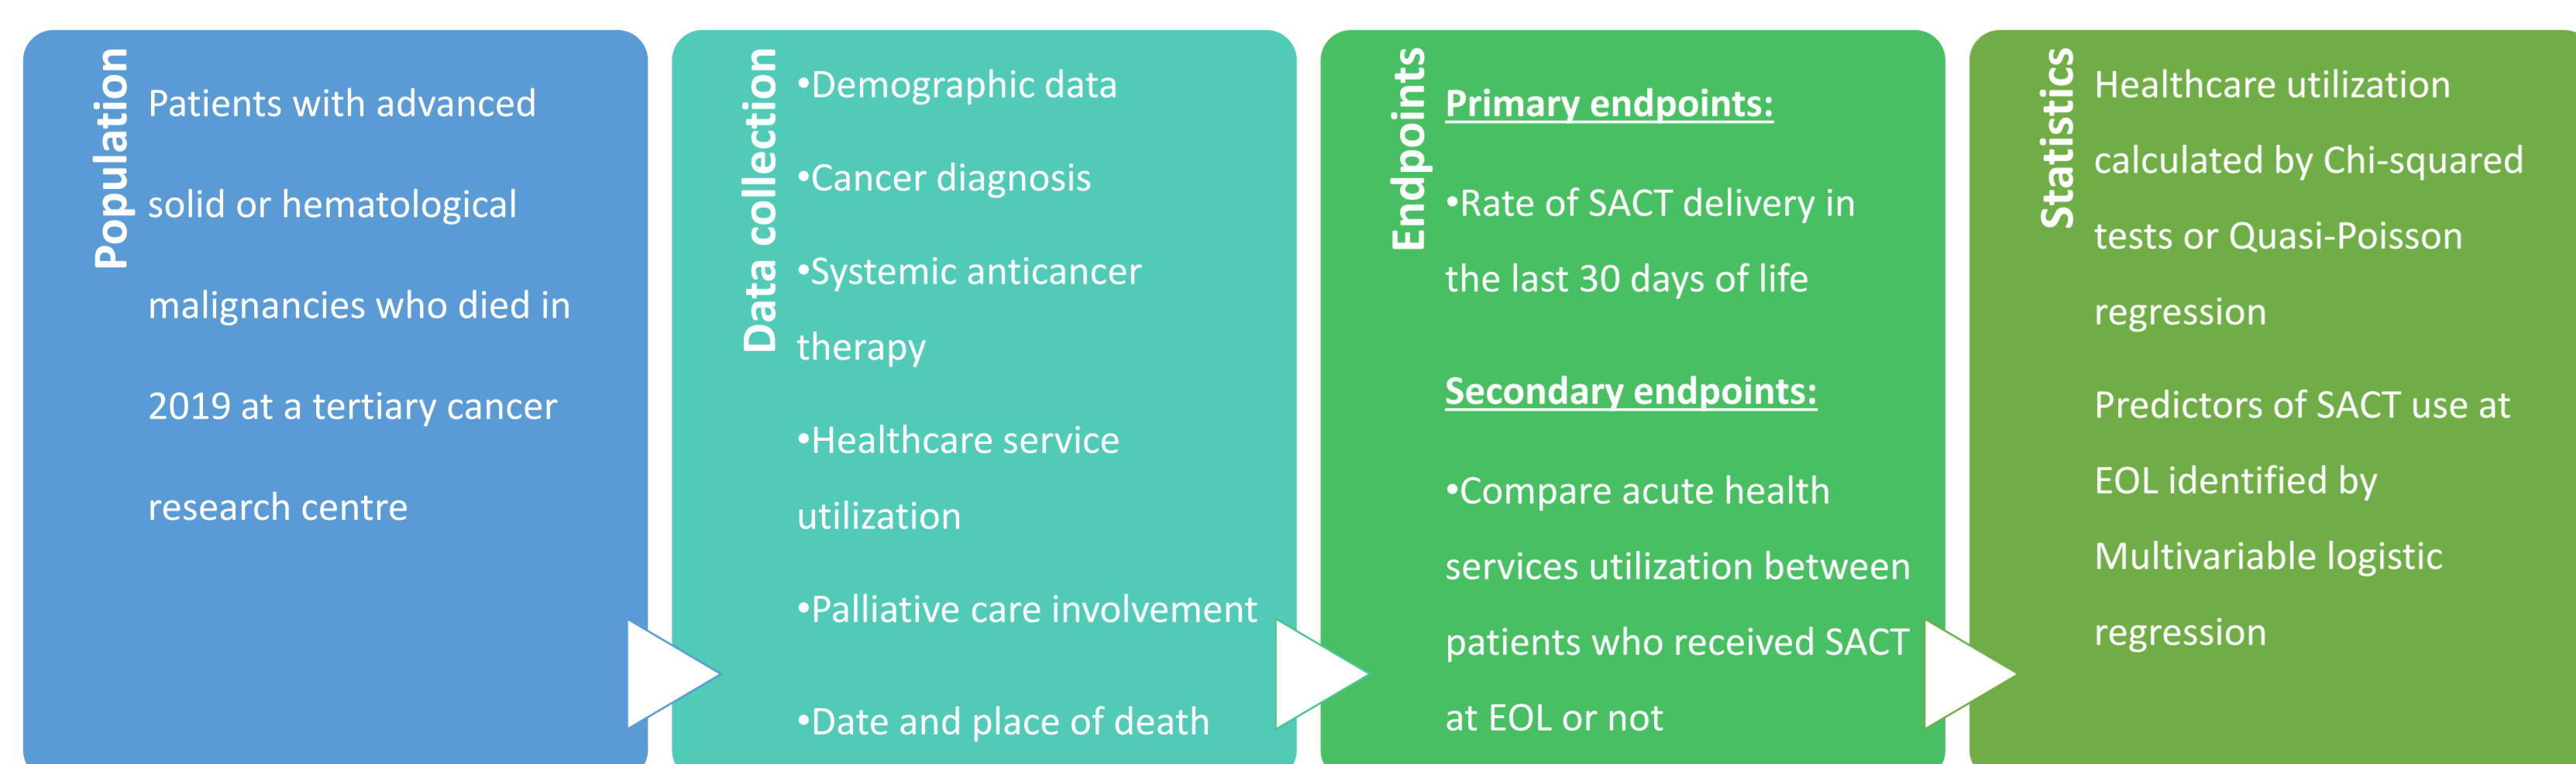 Population
Patients with advanced
solid or hematological
malignancies who died in
2019 at a tertiary cancer
research centre
Data collection
•Demographic data
•Cancer diagnosis
•Systemic anticancer
therapy
•Healthcare service
utilization
•Palliative care involvement
•Date and place of death
Endpoints
Primary endpoints:
•Rate of SACT delivery in
the last 30 days of life
Secondary endpoints:
•Compare acute health
services utilization between
patients who received SACT
at EOL or not
Statistics
Healthcare utilization
calculated by Chi-squared
tests or Quasi-Poisson
regression
Predictors of SACT use at
EOL identified by
Multivariable logistic
regression